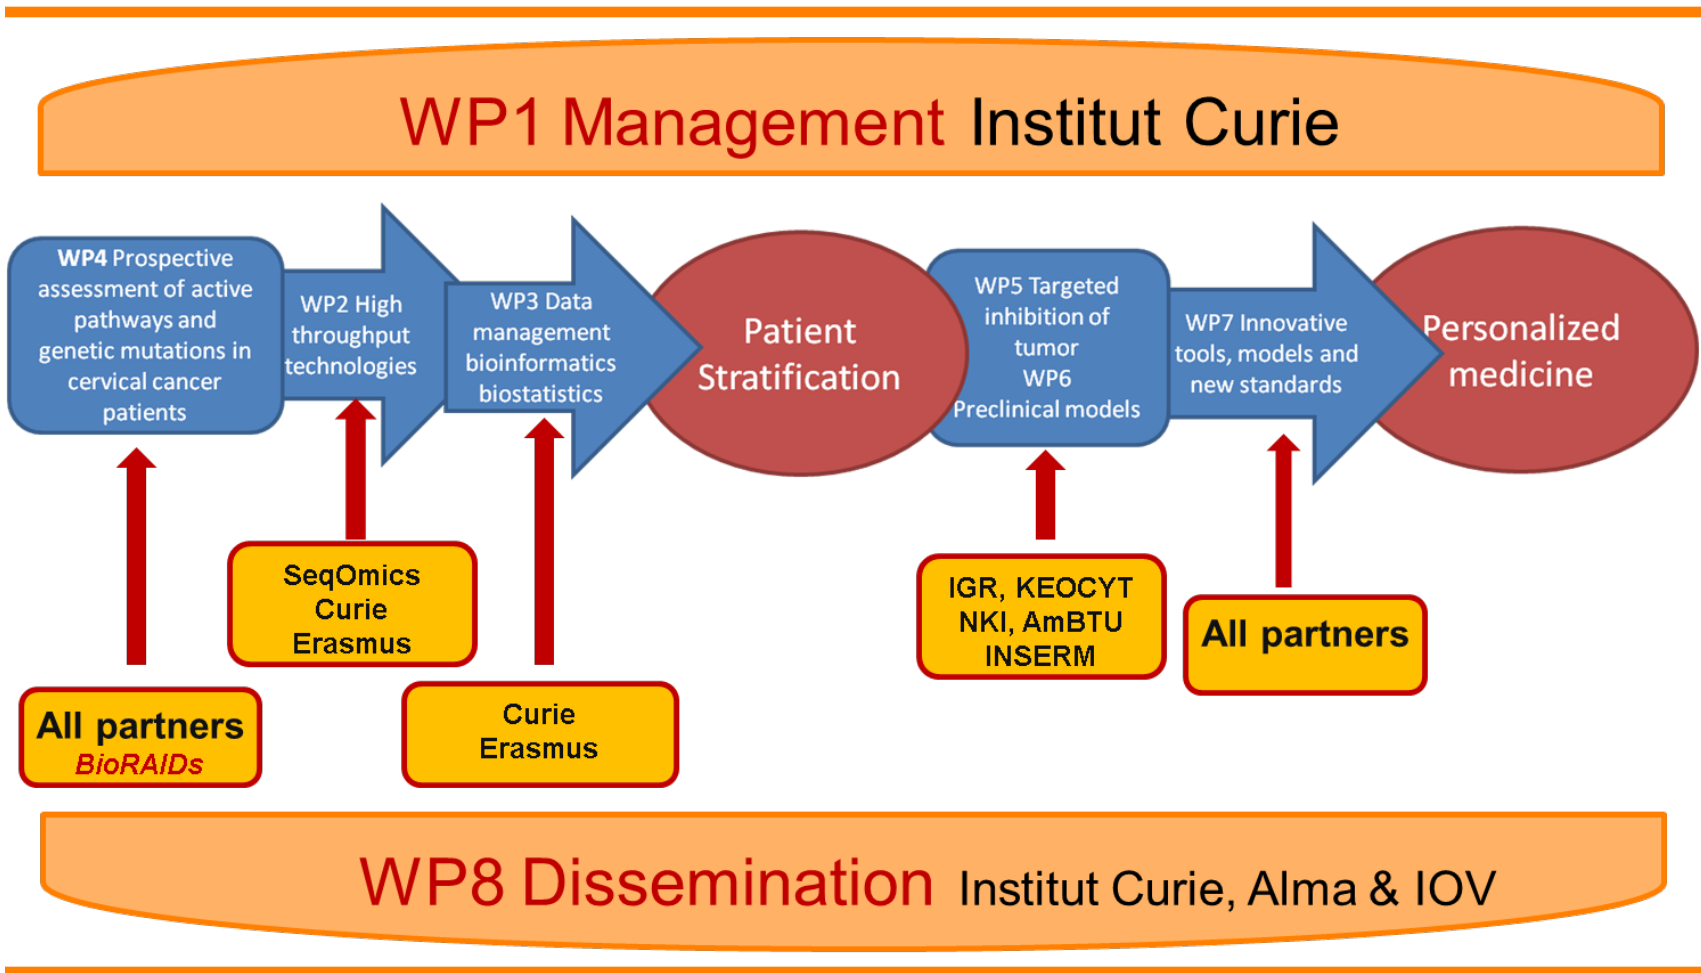 WP1 Management Institut Curie
WP4 Prospective
assessment of active
pathways and
genetic mutations in
cervical cancer
patients
WP2 High
throughput
technologies
WP3 Data
management
bioinformatics
biostatistics
Patient
Stratification
WP5 Targeted
inhibition of
tumor
WP6
Preclinical models
WP7 Innovative
tools, models and
new standards
Personalized
medicine
All partners
BioRAIDs
SeqOmics
Curie
Erasmus
Curie
Erasmus
IGR, KEOCYT
NKI, AmBTU
INSERM
All partners
WP8 Dissemination Institut Curie, Alma & IOV